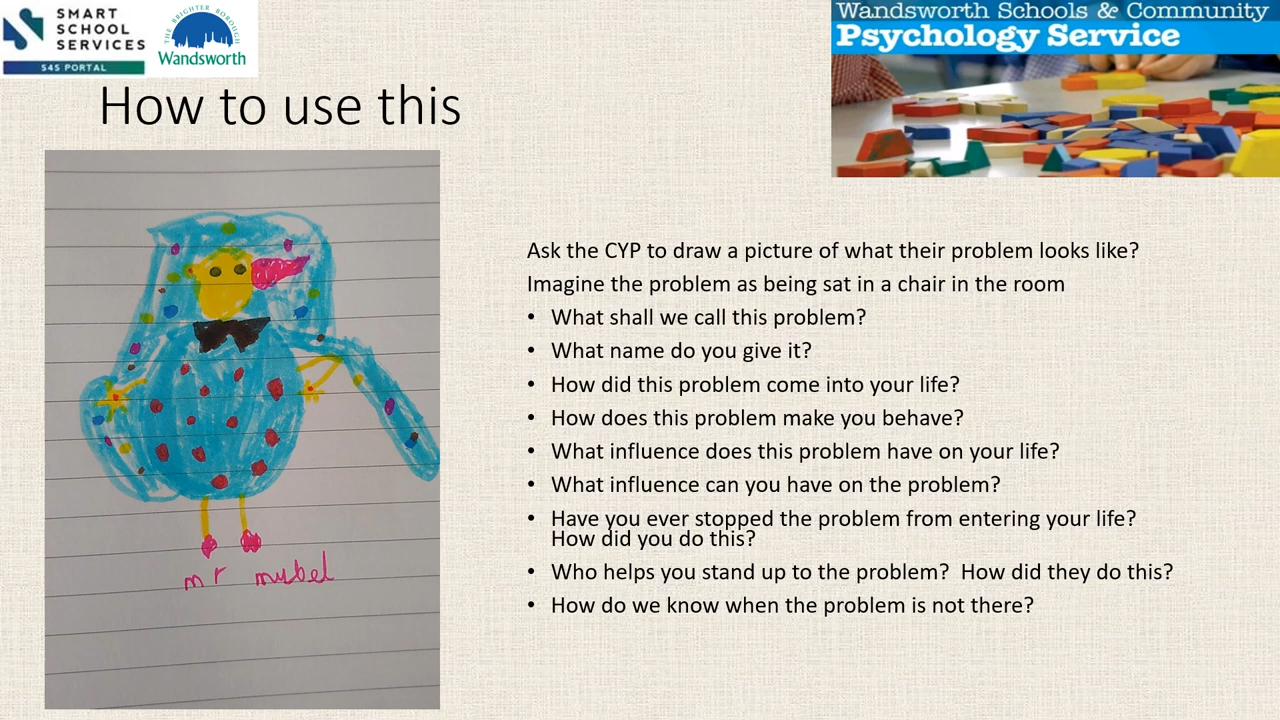 SMART
SCHOOL
SERVICES
S4S PORTAL
THE BRIGHTER BOROUGH
Wandsworth
Wandsworth Schools & Community
Psychology Service
How to use this
Ask the CYP to draw a picture of what their problem looks like?
Imagine the problem as being sat in a chair in the room
• What shall we call this problem?
• What name do you give it?
• How did this problem come into your life?
• How does this problem make you behave?
• What influence does this problem have on your life?
• What influence can you have on the problem?
• Have you ever stopped the problem from entering your life?
How did you do this?
• Who helps you stand up to the problem?  How did they do this?
• How do we know when the problem is not there?
mr mubel